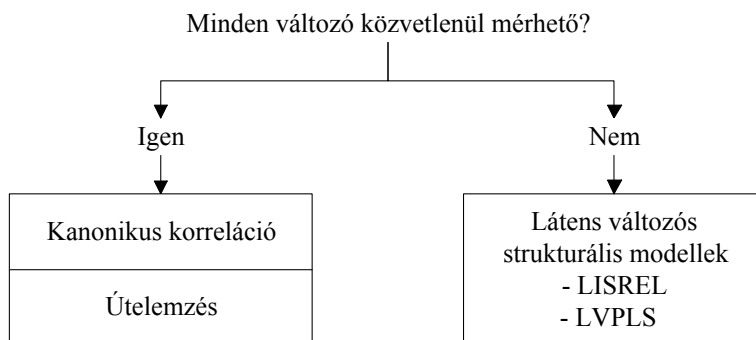 Minden változó közvetlenül mérhető?
Igen
Nem
Kanonikus korreláció
Útelemzés
Látens változós
strukturális modellek
- LISREL
- LVPLS